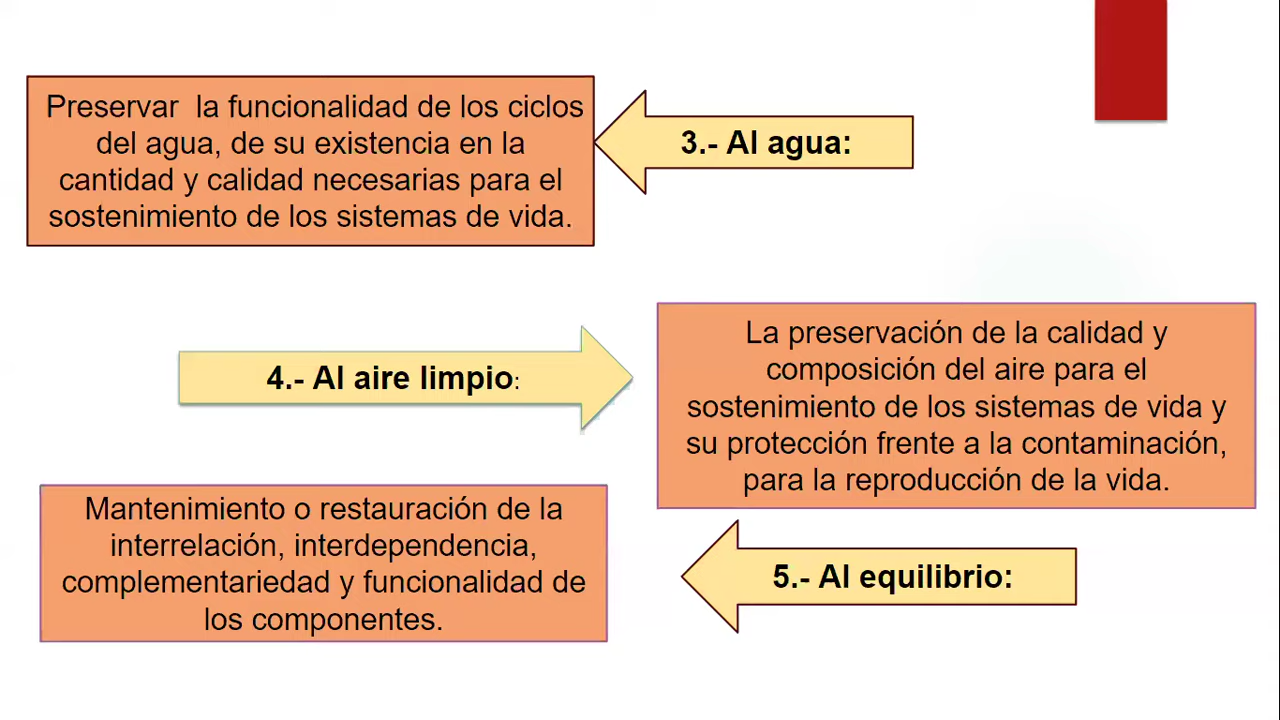 Preservar  la funcionalidad de los ciclos
del agua, de su existencia en la
cantidad y calidad necesarias para el
sostenimiento de los sistemas de vida.
3.- Al agua:
4.- Al aire limpio:
La preservación de la calidad y
composición del aire para el
sostenimiento de los sistemas de vida y
su protección frente a la contaminación,
para la reproducción de la vida.
Mantenimiento o restauración de la
interrelación, interdependencia,
complementariedad y funcionalidad de
los componentes.
5.- Al equilibrio: